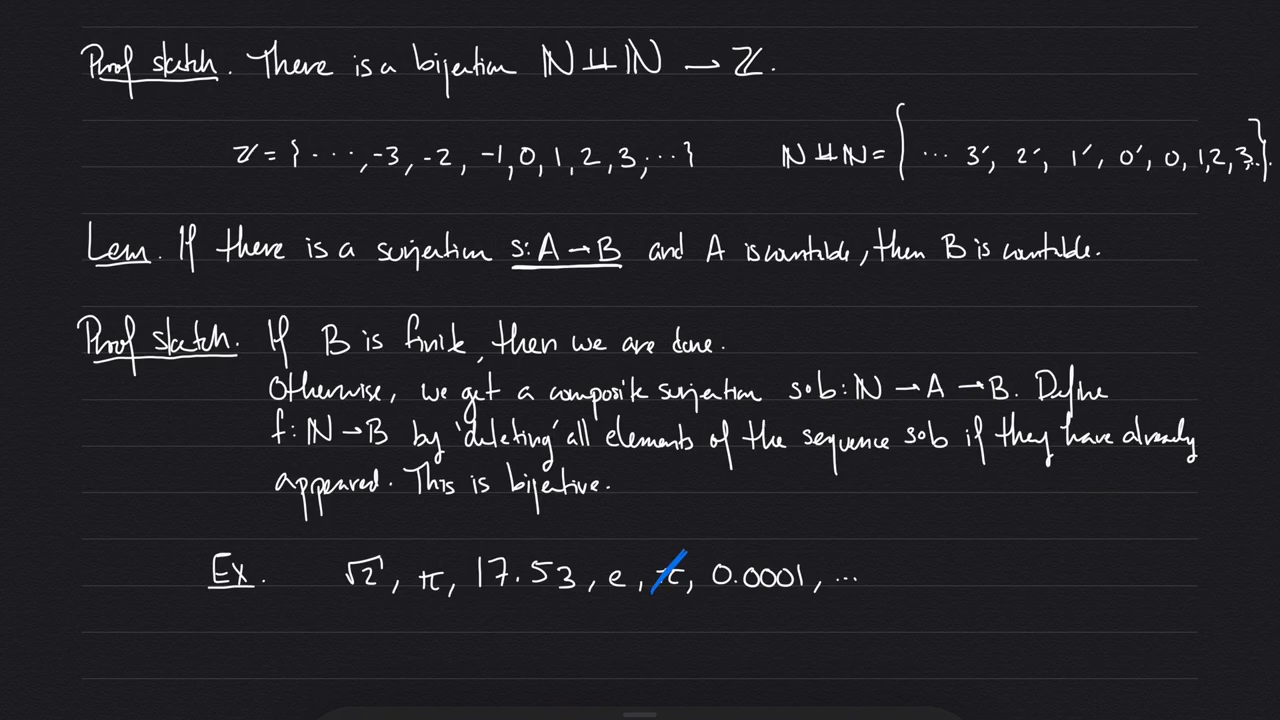 Proof sketch. There is a bijection ℕ ⊔ ℕ → ℤ.
ℤ = { ··· , -3, -2, -1, 0, 1, 2, 3, ··· } ℕ ⊔ ℕ = { ··· 3′, 2′, 1′, 0′, 0, 1, 2, 3, ... }.
Lem. If there is a surjection s: A → B and A is countable, then B is countable.
Proof sketch. If B is finite, then we are done.
Otherwise, we get a composite surjection s∘b: ℕ → A → B. Define
f: ℕ → B by 'deleting' all elements of the sequence s∘b if they have already
appeared. This is bijective.
Ex. √2, π, 17.53, e, π, 0.0001, ...